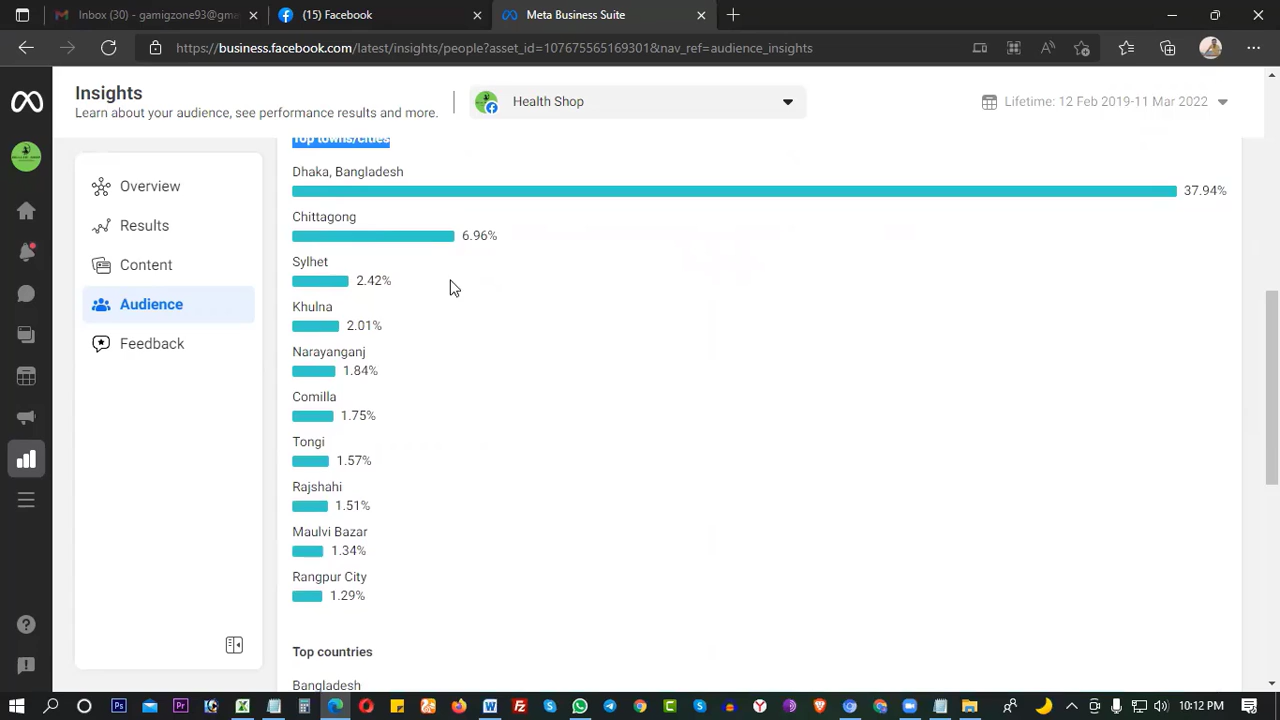 Inbox (30) - gamigzone93@gma
(15) Facebook
Meta Business Suite
https://business.facebook.com/latest/insights/people?asset_id=107675565169301&nav_ref=audience_insights
Insights
Learn about your audience, see performance results and more.
Health Shop
Lifetime: 12 Feb 2019-11 Mar 2022
Overview
Results
Content
Audience
Feedback
Top towns/cities
Dhaka, Bangladesh
37.94%
Chittagong
6.96%
Sylhet
2.42%
Khulna
2.01%
Narayanganj
1.84%
Comilla
1.75%
Tongi
1.57%
Rajshahi
1.51%
Maulvi Bazar
1.34%
Rangpur City
1.29%
Top countries
Bangladesh
10:12 PM